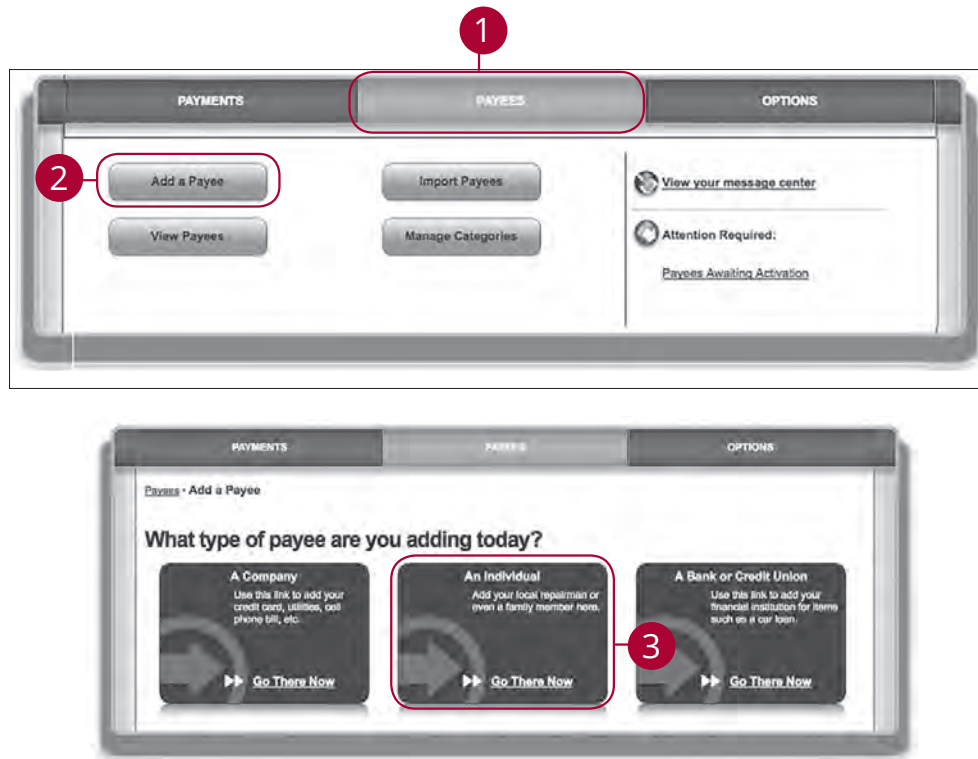 1
PAYMENTS
PAYEES
OPTIONS
2
Add a Payee
Import Payees
View your message center
View Payees
Manage Categories
Attention Required:
Payees Awaiting Activation
PAYMENTS
PAYEES
OPTIONS
Payees · Add a Payee
What type of payee are you adding today?
A Company
Use this link to add your
credit card, utilities, cell
phone bill, etc.
Go There Now
An Individual
Add your local repairman or
even a family member here.
Go There Now
3
A Bank or Credit Union
Use this link to add your
financial institution for items
such as a car loan.
Go There Now